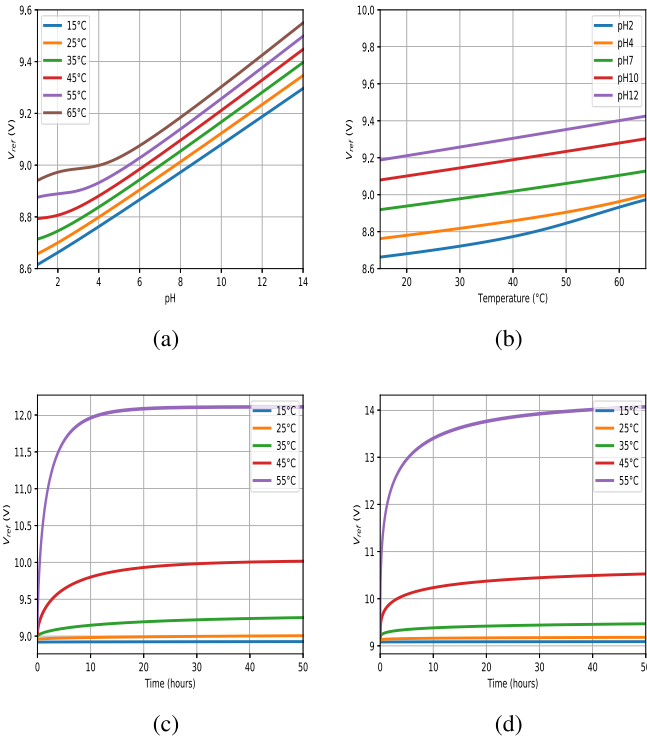 9.6
9.4
9.2
9.0
8.8
8.6
V_ref (V)
15°C
25°C
35°C
45°C
55°C
65°C
2 4 6 8 10 12 14
pH
(a)
10.0
9.8
9.6
9.4
9.2
9.0
8.8
8.6
V_ref (V)
pH2
pH4
pH7
pH10
pH12
20 30 40 50 60
Temperature (°C)
(b)
12.0
11.5
11.0
10.5
10.0
9.5
9.0
V_ref (V)
15°C
25°C
35°C
45°C
55°C
0 10 20 30 40 50
Time (hours)
(c)
14
13
12
11
10
9
V_ref (V)
15°C
25°C
35°C
45°C
55°C
0 10 20 30 40 50
Time (hours)
(d)